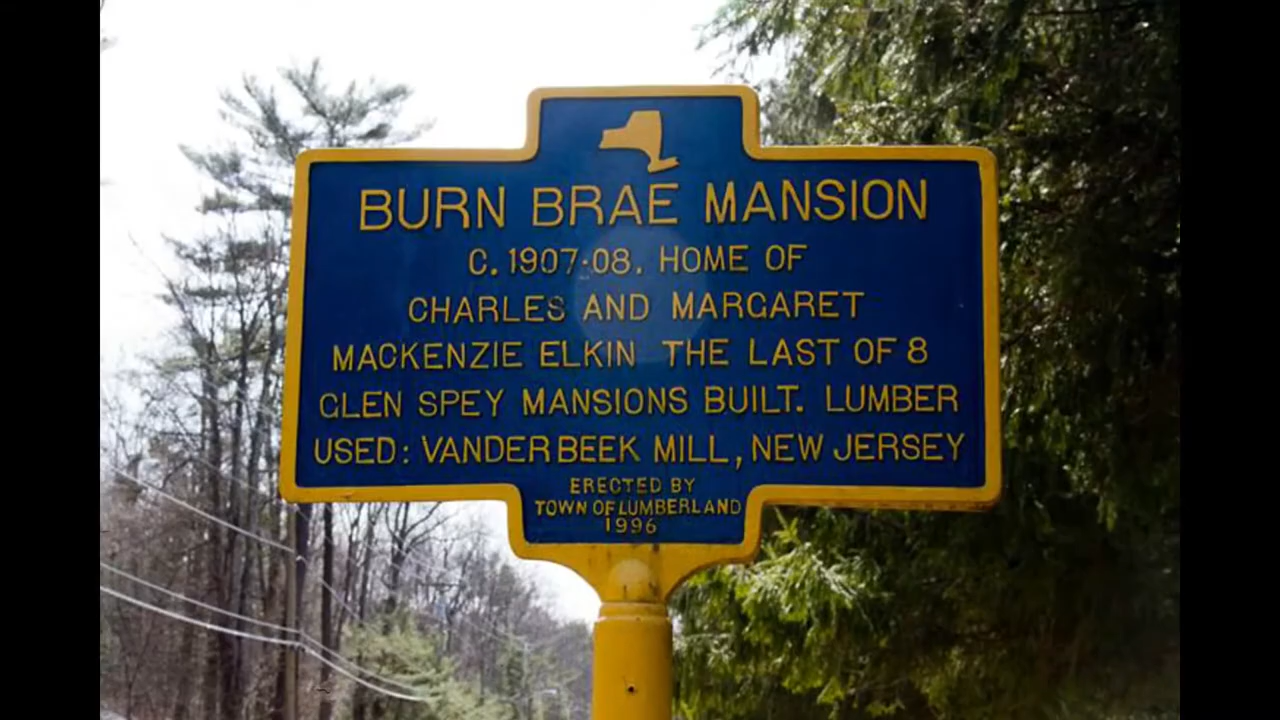 BURN BRAE MANSION
C. 1907-08. HOME OF
CHARLES AND MARGARET
MACKENZIE ELKIN THE LAST OF 8
GLEN SPEY MANSIONS BUILT. LUMBER
USED: VANDERBEEK MILL, NEW JERSEY
ERECTED BY
TOWN OF LUMBERLAND
1996